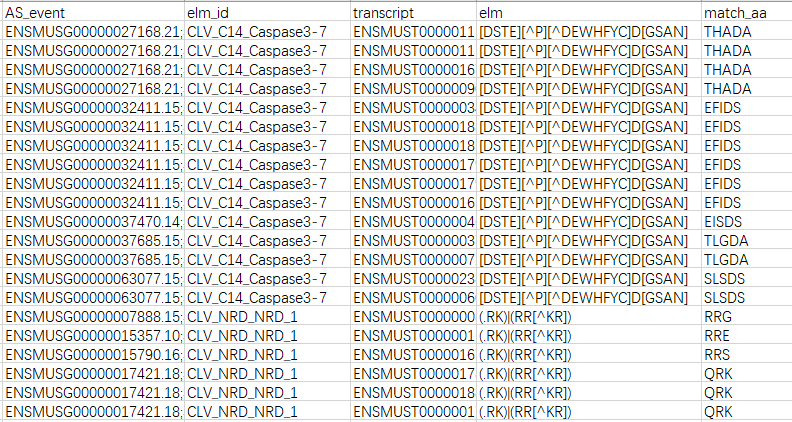 AS_event elm_id transcript elm match_aa
ENSMUSG00000027168.21; CLV_C14_Caspase3-7 ENSMUST0000011 [DSTE][^P][^DEWHFYC]D[GSAN] THADA
ENSMUSG00000027168.21; CLV_C14_Caspase3-7 ENSMUST0000011 [DSTE][^P][^DEWHFYC]D[GSAN] THADA
ENSMUSG00000027168.21; CLV_C14_Caspase3-7 ENSMUST0000016 [DSTE][^P][^DEWHFYC]D[GSAN] THADA
ENSMUSG00000027168.21; CLV_C14_Caspase3-7 ENSMUST0000009 [DSTE][^P][^DEWHFYC]D[GSAN] THADA
ENSMUSG00000032411.15; CLV_C14_Caspase3-7 ENSMUST0000003 [DSTE][^P][^DEWHFYC]D[GSAN] EFIDS
ENSMUSG00000032411.15; CLV_C14_Caspase3-7 ENSMUST0000018 [DSTE][^P][^DEWHFYC]D[GSAN] EFIDS
ENSMUSG00000032411.15; CLV_C14_Caspase3-7 ENSMUST0000018 [DSTE][^P][^DEWHFYC]D[GSAN] EFIDS
ENSMUSG00000032411.15; CLV_C14_Caspase3-7 ENSMUST0000017 [DSTE][^P][^DEWHFYC]D[GSAN] EFIDS
ENSMUSG00000032411.15; CLV_C14_Caspase3-7 ENSMUST0000017 [DSTE][^P][^DEWHFYC]D[GSAN] EFIDS
ENSMUSG00000032411.15; CLV_C14_Caspase3-7 ENSMUST0000016 [DSTE][^P][^DEWHFYC]D[GSAN] EFIDS
ENSMUSG00000037470.14; CLV_C14_Caspase3-7 ENSMUST0000004 [DSTE][^P][^DEWHFYC]D[GSAN] EISDS
ENSMUSG00000037685.15; CLV_C14_Caspase3-7 ENSMUST0000003 [DSTE][^P][^DEWHFYC]D[GSAN] TLGDA
ENSMUSG00000037685.15; CLV_C14_Caspase3-7 ENSMUST0000007 [DSTE][^P][^DEWHFYC]D[GSAN] TLGDA
ENSMUSG00000063077.15; CLV_C14_Caspase3-7 ENSMUST0000023 [DSTE][^P][^DEWHFYC]D[GSAN] SLSDS
ENSMUSG00000063077.15; CLV_C14_Caspase3-7 ENSMUST0000006 [DSTE][^P][^DEWHFYC]D[GSAN] SLSDS
ENSMUSG00000007888.15; CLV_NRD_NRD_1 ENSMUST0000000 (.RK)|(RR[^KR]) RRG
ENSMUSG00000015357.10; CLV_NRD_NRD_1 ENSMUST0000001 (.RK)|(RR[^KR]) RRE
ENSMUSG00000015790.16; CLV_NRD_NRD_1 ENSMUST0000016 (.RK)|(RR[^KR]) RRS
ENSMUSG00000017421.18; CLV_NRD_NRD_1 ENSMUST0000017 (.RK)|(RR[^KR]) QRK
ENSMUSG00000017421.18; CLV_NRD_NRD_1 ENSMUST0000018 (.RK)|(RR[^KR]) QRK
ENSMUSG00000017421.18; CLV_NRD_NRD_1 ENSMUST0000001 (.RK)|(RR[^KR]) QRK